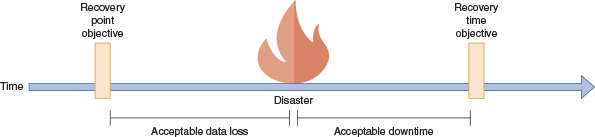 Recovery
point
objective
Recovery
time
objective
Time
Disaster
Acceptable data loss
Acceptable downtime